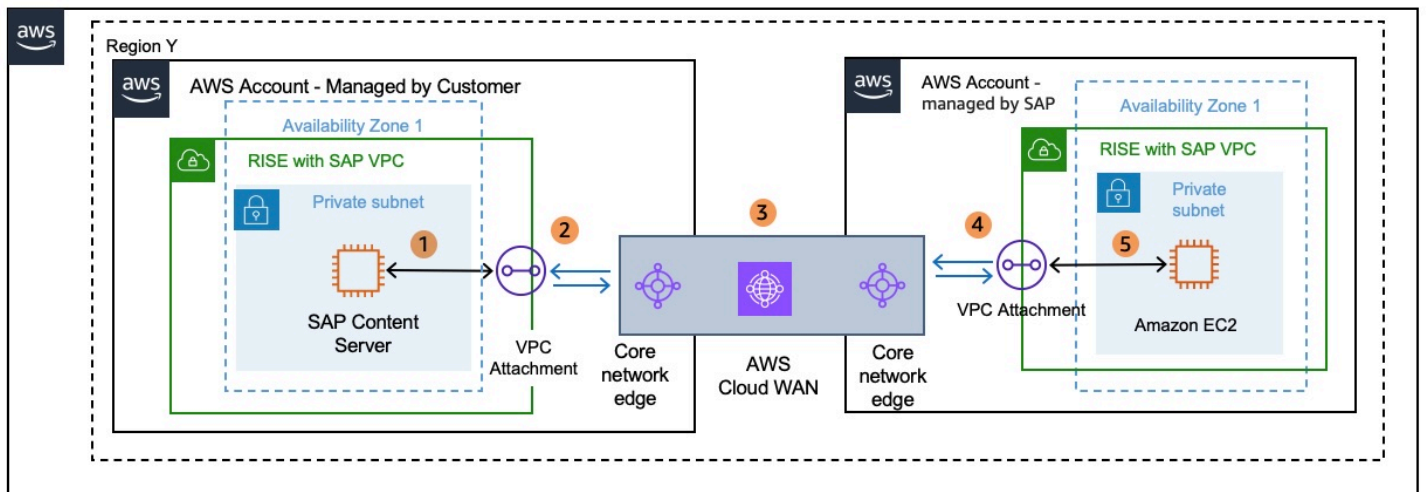 aws
Region Y
aws
AWS Account - Managed by Customer
Availability Zone 1
RISE with SAP VPC
Private subnet
1
2
SAP Content
Server
VPC
Attachment
Core
network
edge
3
AWS
Cloud WAN
Core
network
edge
aws
AWS Account -
managed by SAP
Availability Zone 1
RISE with SAP VPC
Private
subnet
4
5
VPC Attachment
Amazon EC2